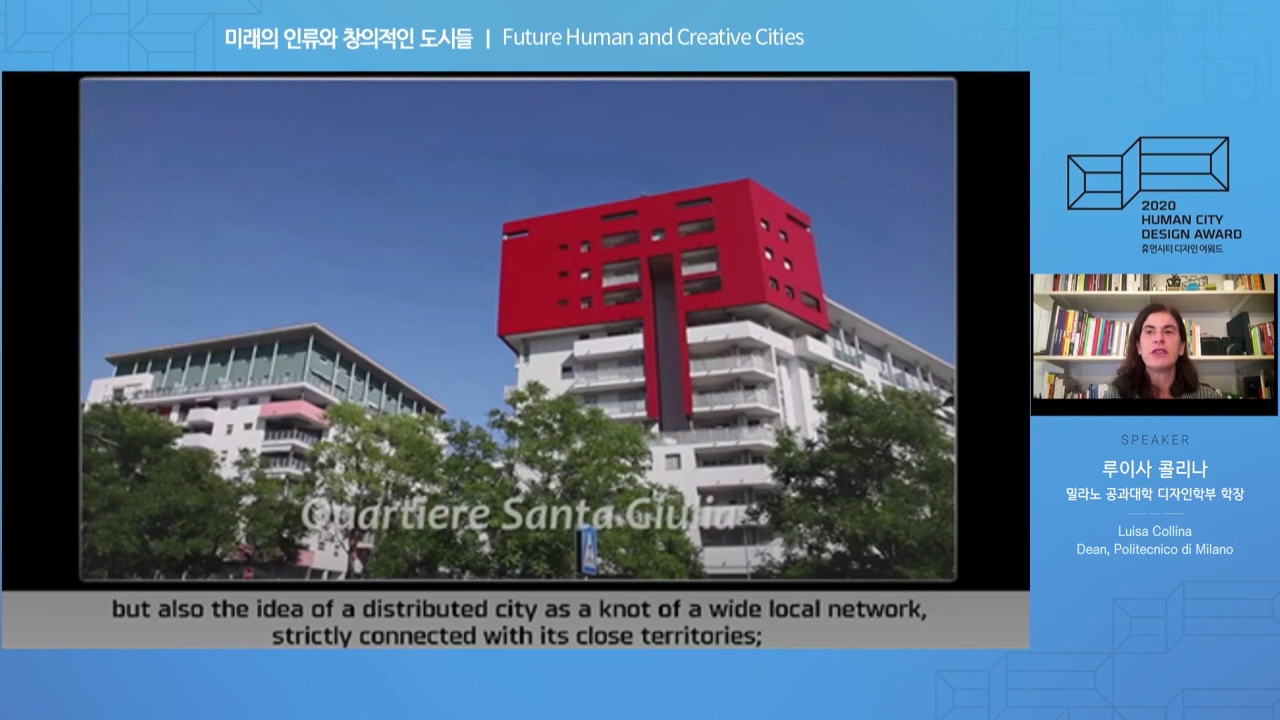 미래의 인류와 창의적인 도시들 | Future Human and Creative Cities
2020
HUMAN CITY
DESIGN AWARD
휴먼시티 디자인 어워드
Quartiere Santa Giulia
SPEAKER
루이사 콜리나
밀라노 공과대학 디자인학부 학장
Luisa Collina
Dean, Politecnico di Milano
but also the idea of a distributed city as a knot of a wide local network,
strictly connected with its close territories;